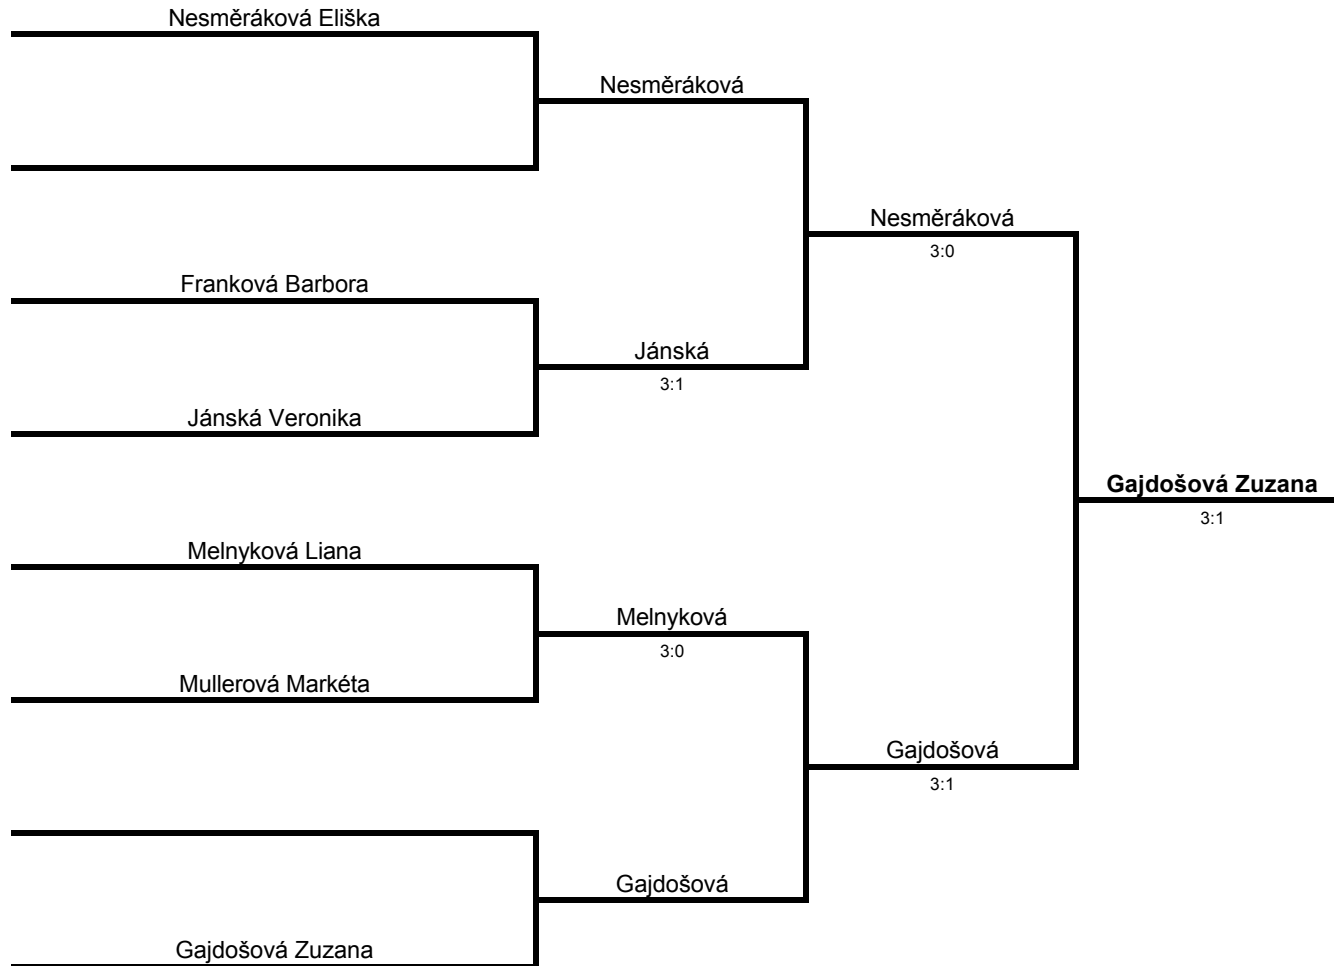 Nesměráková Eliška
Nesměráková
Nesměráková
3:0
Franková Barbora
Jánská
3:1
Jánská Veronika
Gajdošová Zuzana
3:1
Melnyková Liana
Melnyková
3:0
Mullerová Markéta
Gajdošová
3:1
Gajdošová
Gajdošová Zuzana